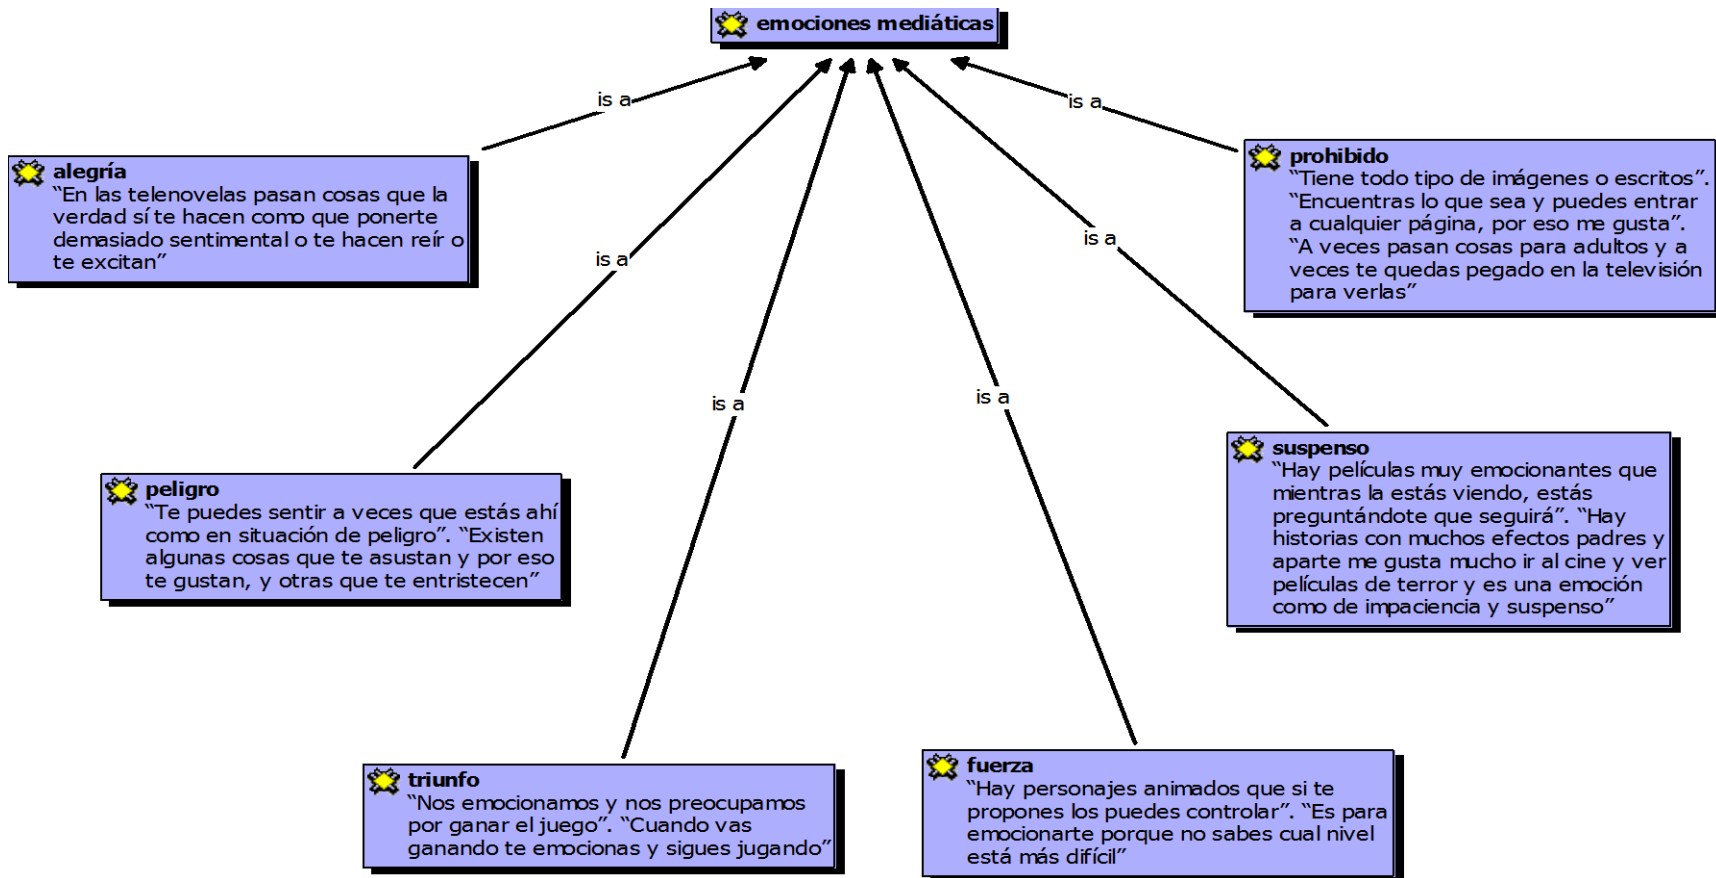 emociones mediáticas
is a
is a
alegría
“En las telenovelas pasan cosas que la
verdad sí te hacen como que ponerte
demasiado sentimental o te hacen reír o
te excitan”
prohibido
“Tiene todo tipo de imágenes o escritos”.
“Encuentras lo que sea y puedes entrar
a cualquier página, por eso me gusta”.
“A veces pasan cosas para adultos y a
veces te quedas pegado en la televisión
para verlas”
is a
is a
is a
is a
peligro
“Te puedes sentir a veces que estás ahí
como en situación de peligro”. “Existen
algunas cosas que te asustan y por eso
te gustan, y otras que te entristecen”
suspenso
“Hay películas muy emocionantes que
mientras la estás viendo, estás
preguntándote que seguirá”. “Hay
historias con muchos efectos padres y
aparte me gusta mucho ir al cine y ver
películas de terror y es una emoción
como de impaciencia y suspenso”
triunfo
“Nos emocionamos y nos preocupamos
por ganar el juego”. “Cuando vas
ganando te emocionas y sigues jugando”
fuerza
“Hay personajes animados que si te
propones los puedes controlar”. “Es para
emocionarte porque no sabes cual nivel
está más difícil”